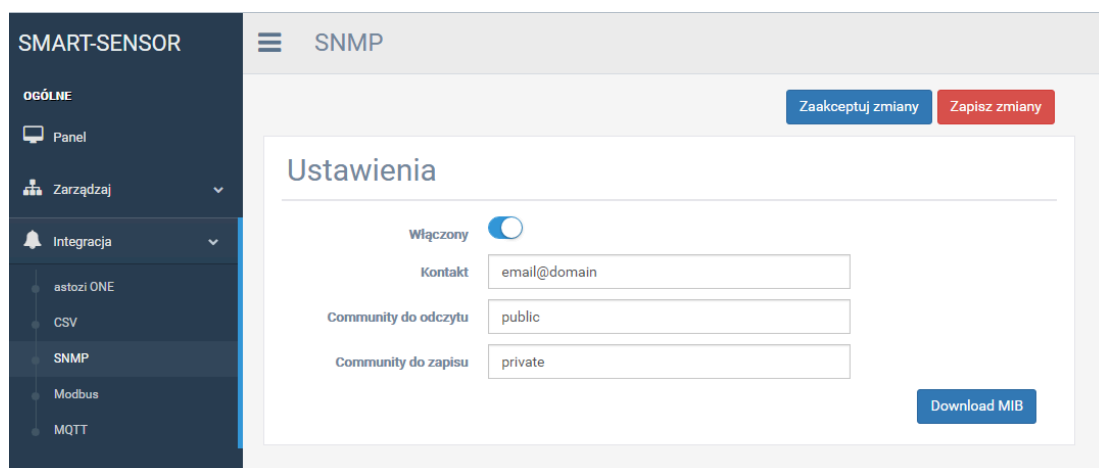 SMART-SENSOR
SNMP
OGÓLNE
Panel
Zarządzaj
Integracja
astozi ONE
CSV
SNMP
Modbus
MQTT
Zaakceptuj zmiany
Zapisz zmiany
Ustawienia
Włączony
Kontakt email@domain
Community do odczytu public
Community do zapisu private
Download MIB